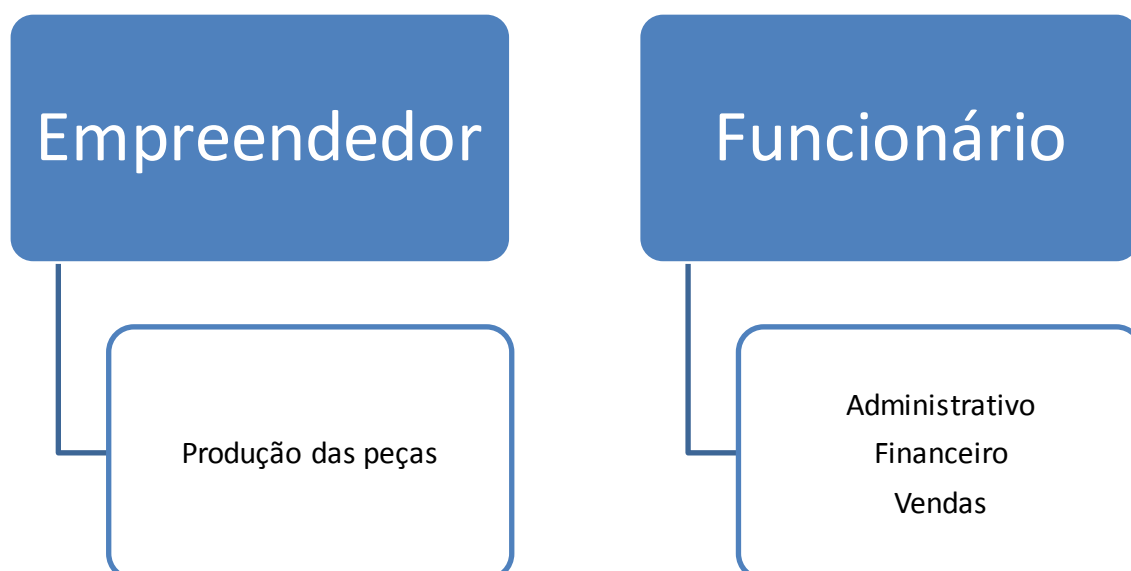 Empreendedor
Produção das peças
Funcionário
Administrativo
Financeiro
Vendas